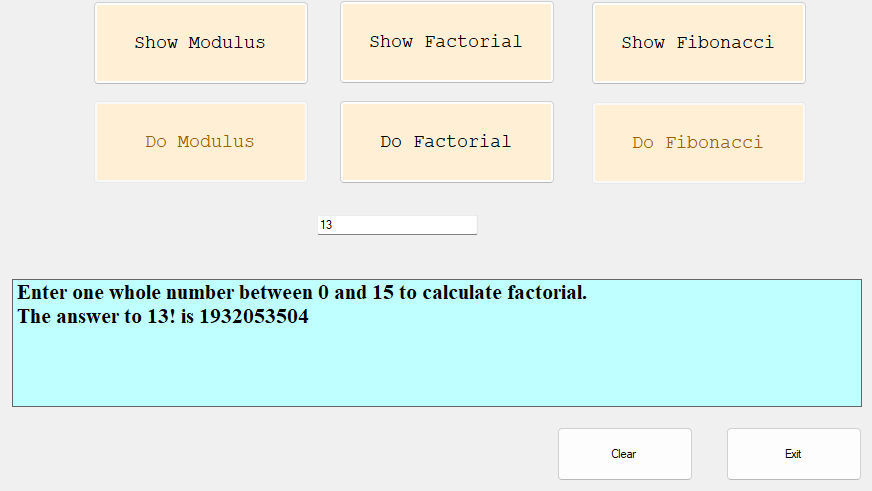 Show Modulus
Show Factorial
Show Fibonacci
Do Modulus
Do Factorial
Do Fibonacci
13
Enter one whole number between 0 and 15 to calculate factorial.
The answer to 13! is 1932053504
Clear
Exit